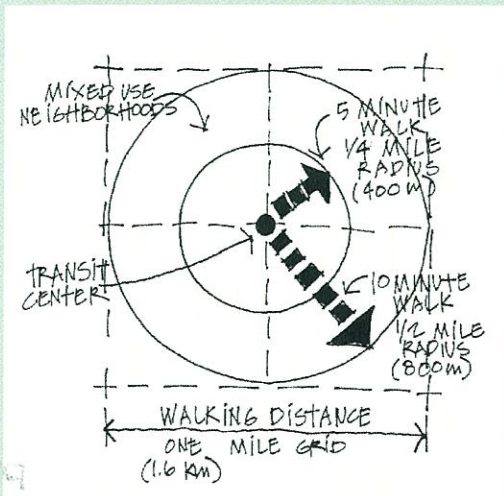 MIXED USE
NEIGHBORHOODS
5 MINUTE
WALK
1/4 MILE
RADIUS
(400m)
TRANSIT
CENTER
10 MINUTE
WALK
1/2 MILE
RADIUS
(800m)
WALKING DISTANCE
ONE MILE GRID
(1.6 Km)